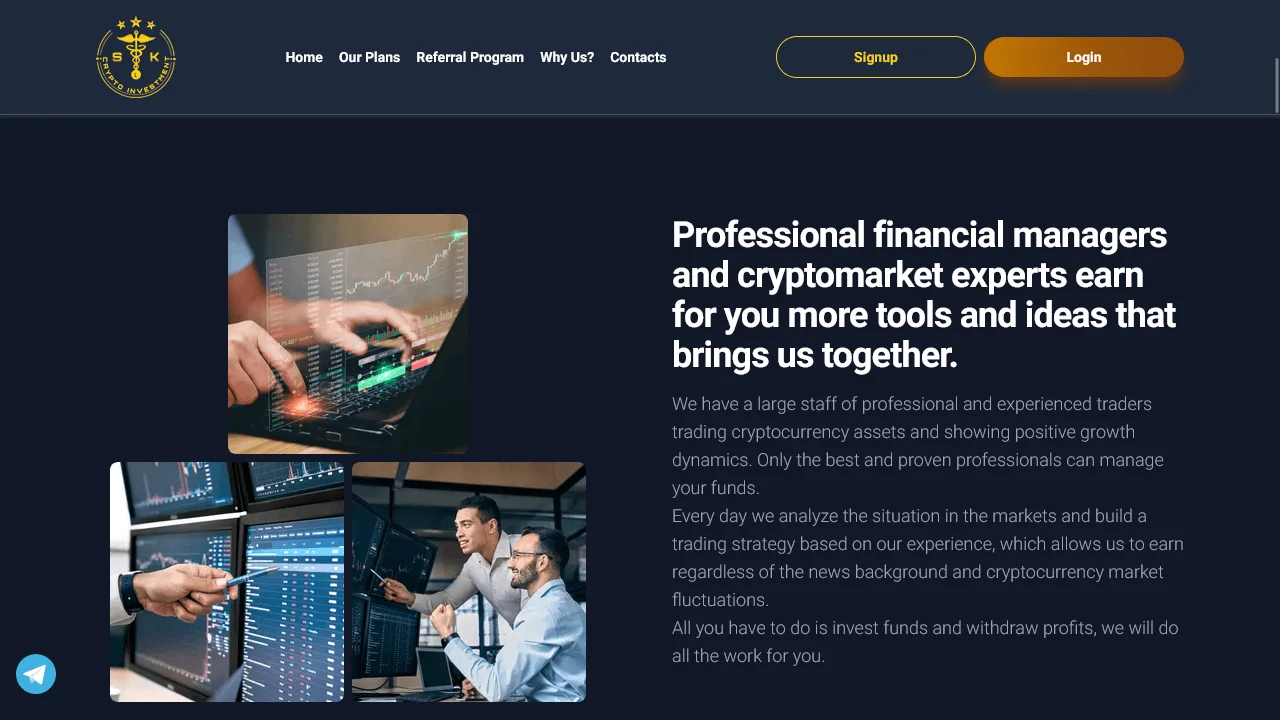 S K
CRYPTO INVESTMENT
Home Our Plans Referral Program Why Us? Contacts Signup Login
Professional financial managers
and cryptomarket experts earn
for you more tools and ideas that
brings us together.
We have a large staff of professional and experienced traders
trading cryptocurrency assets and showing positive growth
dynamics. Only the best and proven professionals can manage
your funds.
Every day we analyze the situation in the markets and build a
trading strategy based on our experience, which allows us to earn
regardless of the news background and cryptocurrency market
fluctuations.
All you have to do is invest funds and withdraw profits, we will do
all the work for you.